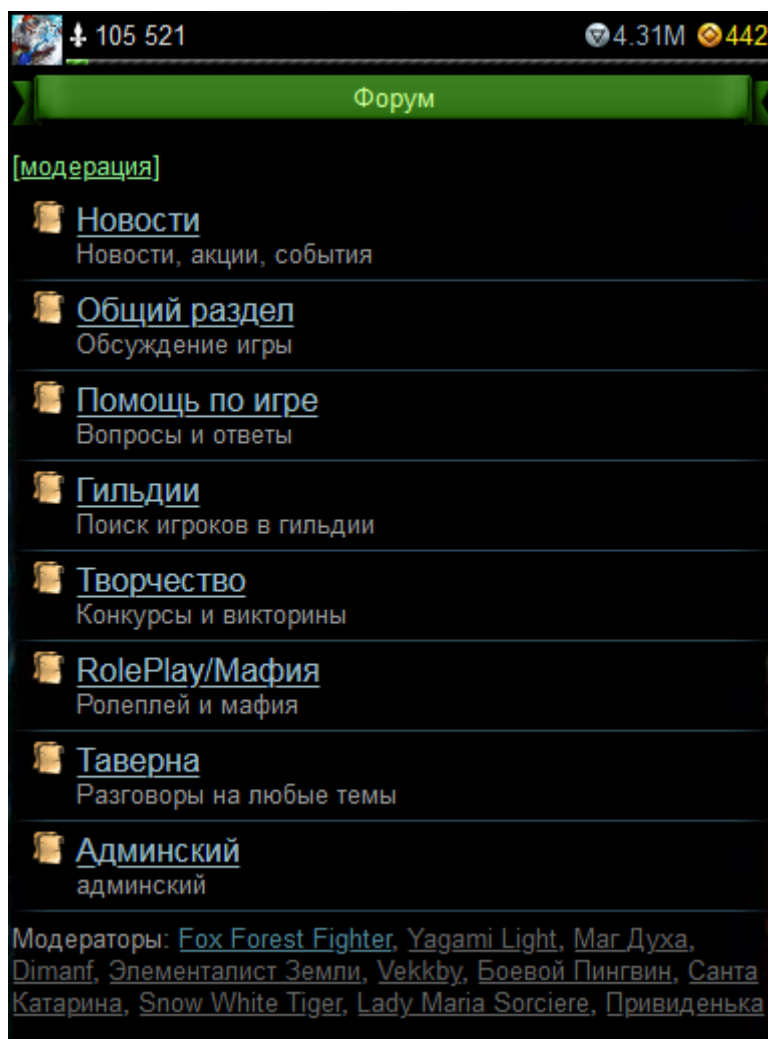 105 521 4.31M 442
Форум
[модерация]
Новости
Новости, акции, события
Общий раздел
Обсуждение игры
Помощь по игре
Вопросы и ответы
Гильдии
Поиск игроков в гильдии
Творчество
Конкурсы и викторины
RolePlay/Мафия
Ролеплей и мафия
Таверна
Разговоры на любые темы
Админский
админский
Модераторы: Fox Forest Fighter, Yagami Light, Маг Духа,
Dimanf, Элементалист Земли, Vekkby, Боевой Пингвин, Санта
Катарина, Snow White Tiger, Lady Maria Sorciere, Привиденька